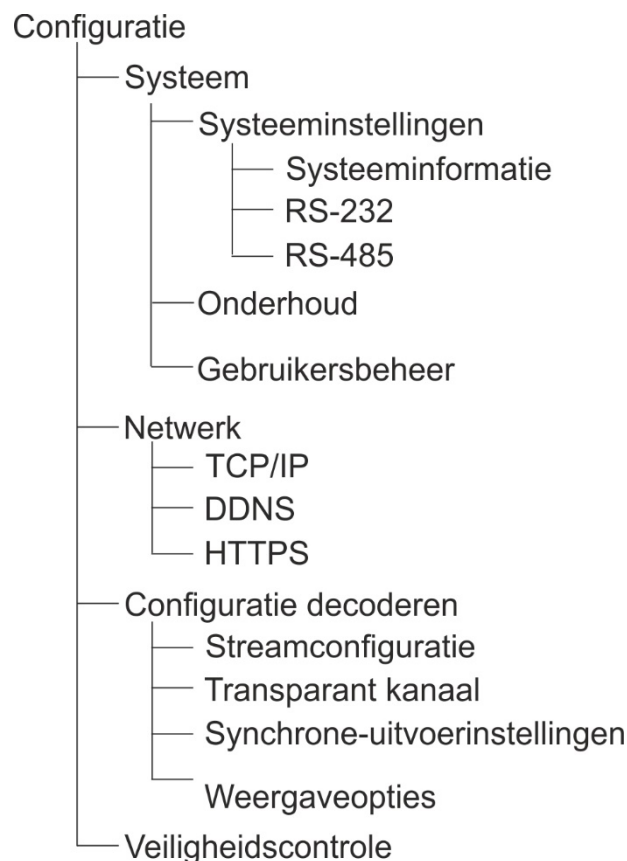 Configuratie
Systeem
Systeeminstellingen
Systeeminformatie
RS-232
RS-485
Onderhoud
Gebruikersbeheer
Netwerk
TCP/IP
DDNS
HTTPS
Configuratie decoderen
Streamconfiguratie
Transparant kanaal
Synchrone-uitvoerinstellingen
Weergaveopties
Veiligheidscontrole